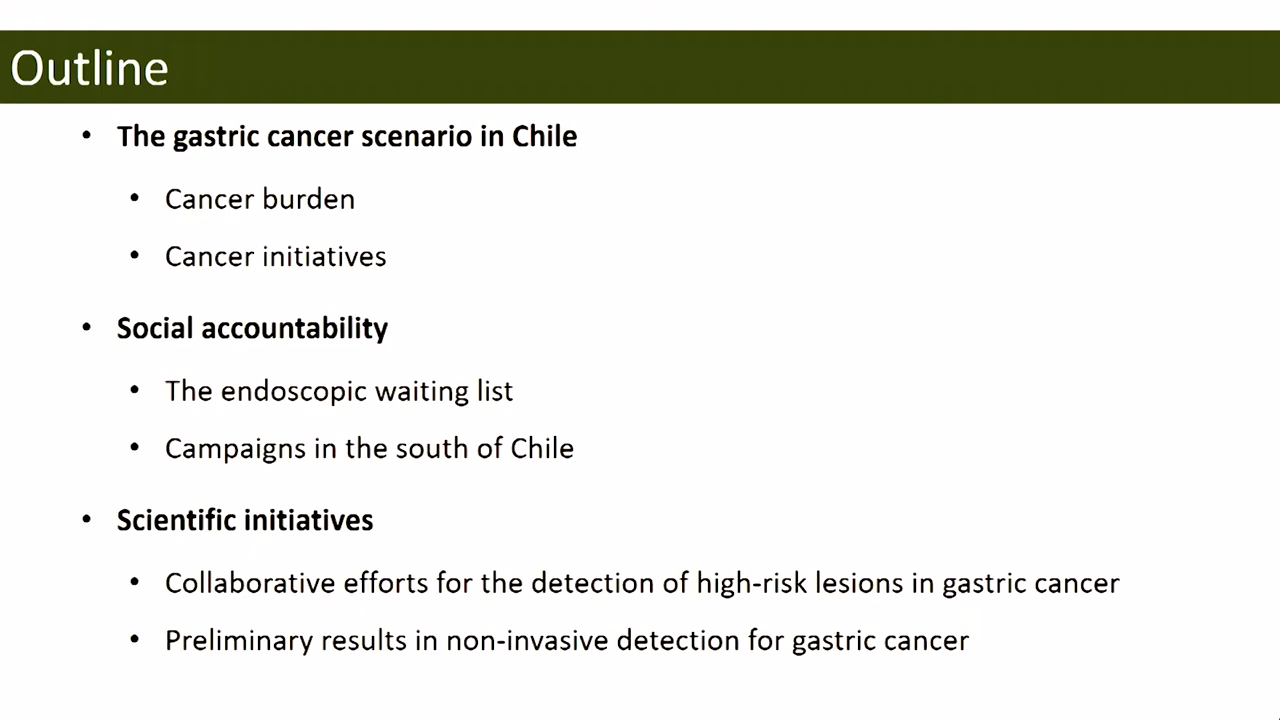 Outline
• The gastric cancer scenario in Chile
• Cancer burden
• Cancer initiatives
• Social accountability
• The endoscopic waiting list
• Campaigns in the south of Chile
• Scientific initiatives
• Collaborative efforts for the detection of high-risk lesions in gastric cancer
• Preliminary results in non-invasive detection for gastric cancer